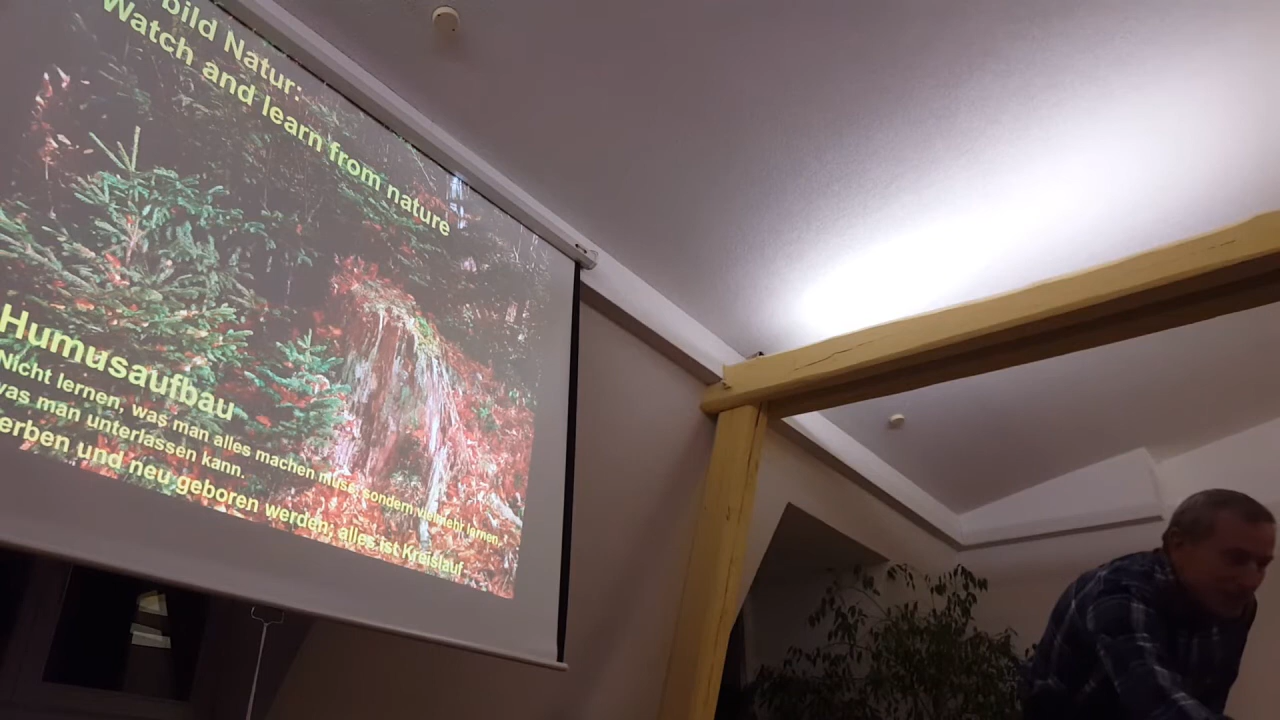 bild Natur:
Watch and learn from nature
Humusaufbau
Nicht lernen, was man alles machen muss, sondern vielmehr lernen,
was man unterlassen kann.
erben und neu geboren werden, alles ist Kreislauf